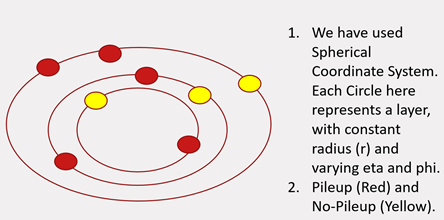 1. We have used
Spherical
Coordinate System.
Each Circle here
represents a layer,
with constant
radius (r) and
varying eta and phi.
2. Pileup (Red) and
No-Pileup (Yellow).